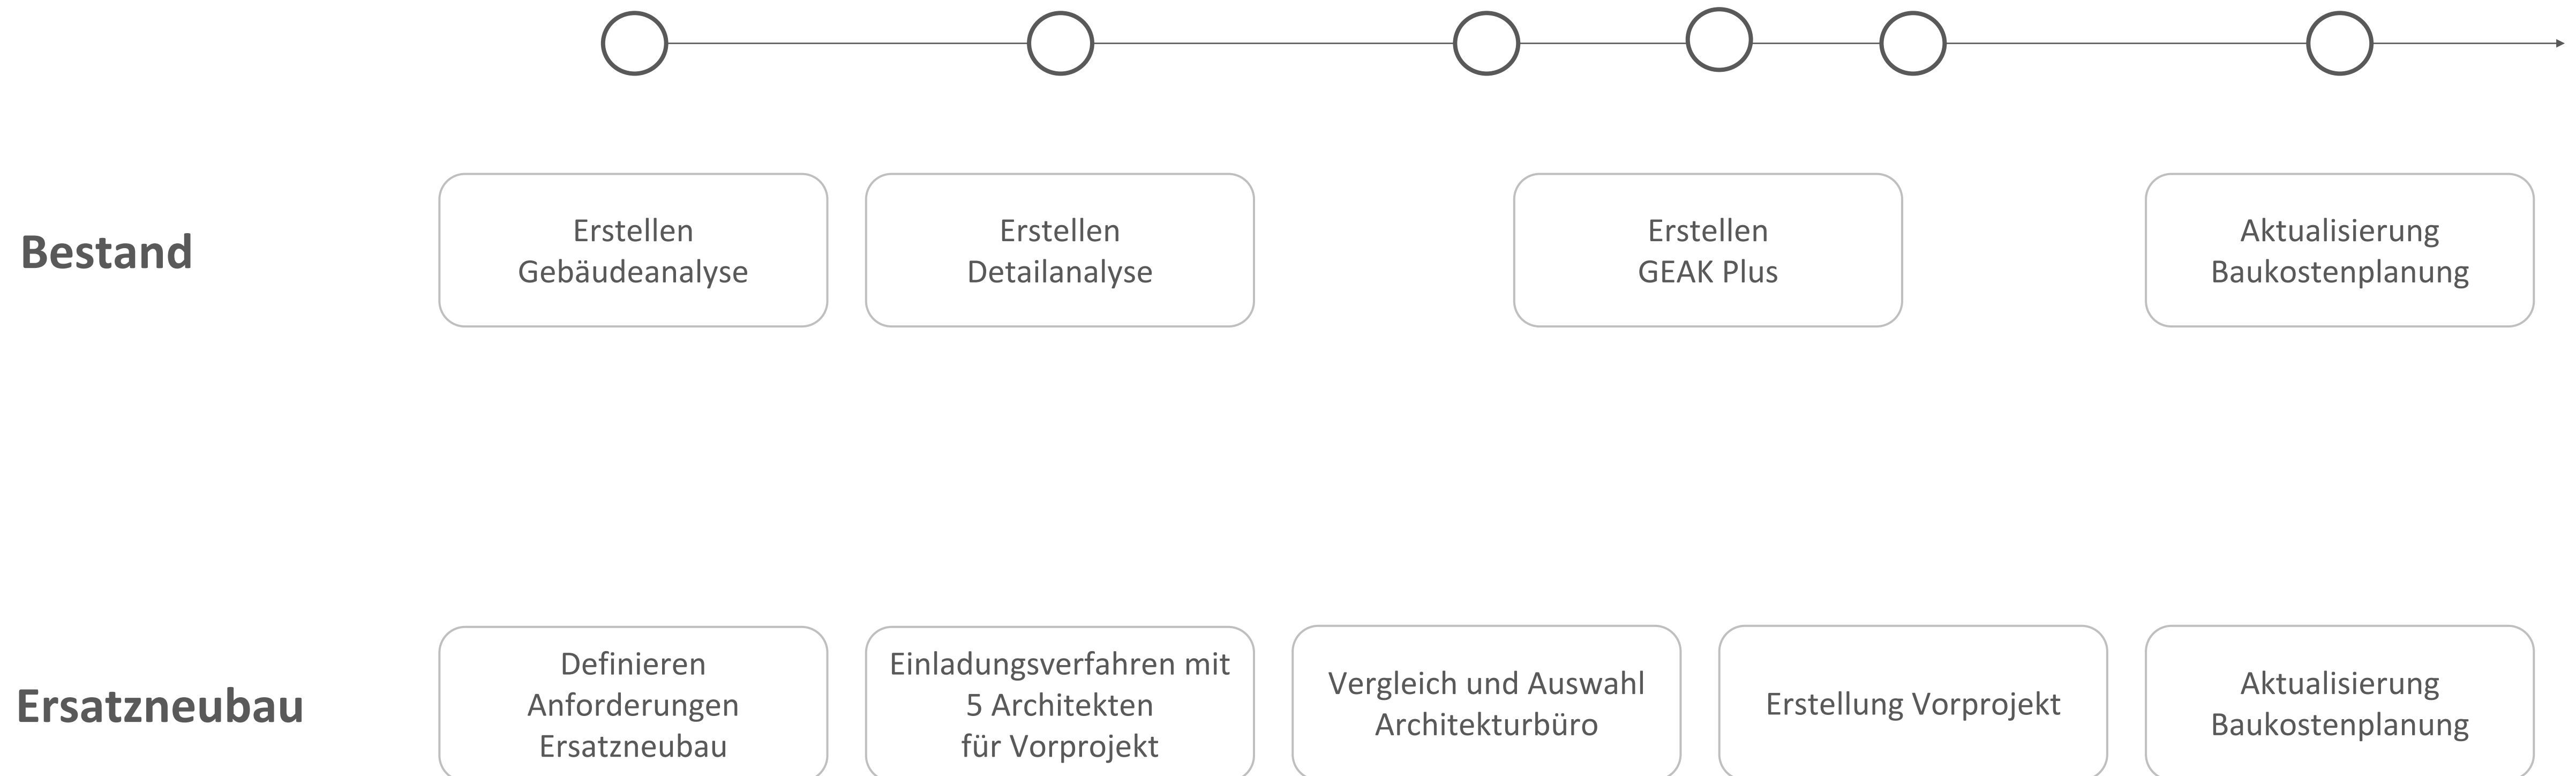 Bestand
Erstellen
Gebäudeanalyse
Erstellen
Detailanalyse
Erstellen
GEAK Plus
Aktualisierung
Baukostenplanung
Ersatzneubau
Definieren
Anforderungen
Ersatzneubau
Einladungsverfahren mit
5 Architekten
für Vorprojekt
Vergleich und Auswahl
Architekturbüro
Erstellung Vorprojekt
Aktualisierung
Baukostenplanung